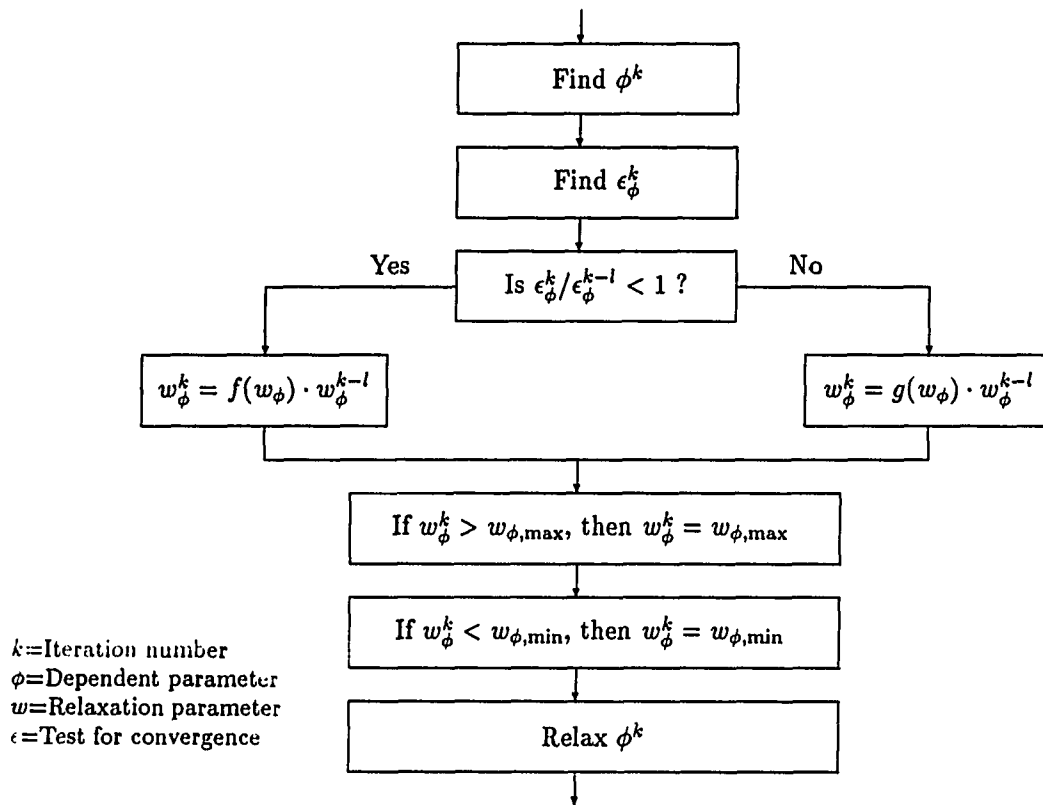 Find ϕ^k
Find ϵ_ϕ^k
Yes
Is ϵ_ϕ^k/ϵ_ϕ^{k-l} < 1 ?
No
w_ϕ^k = f(w_ϕ) · w_ϕ^{k-l}
w_ϕ^k = g(w_ϕ) · w_ϕ^{k-l}
If w_ϕ^k > w_{ϕ,max}, then w_ϕ^k = w_{ϕ,max}
If w_ϕ^k < w_{ϕ,min}, then w_ϕ^k = w_{ϕ,min}
k=Iteration number
ϕ=Dependent parameter
w=Relaxation parameter
ϵ=Test for convergence
Relax ϕ^k